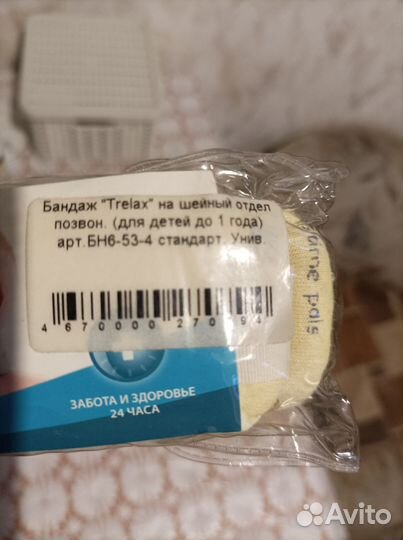 Бандаж "Trelax" на шейный отдел
позвон. (для детей до 1 года)
арт.БН6-53-4 стандарт. Унив.
4 670000 270 94
pals
ЗАБОТА И ЗДОРОВЬЕ
24 ЧАСА
Avito